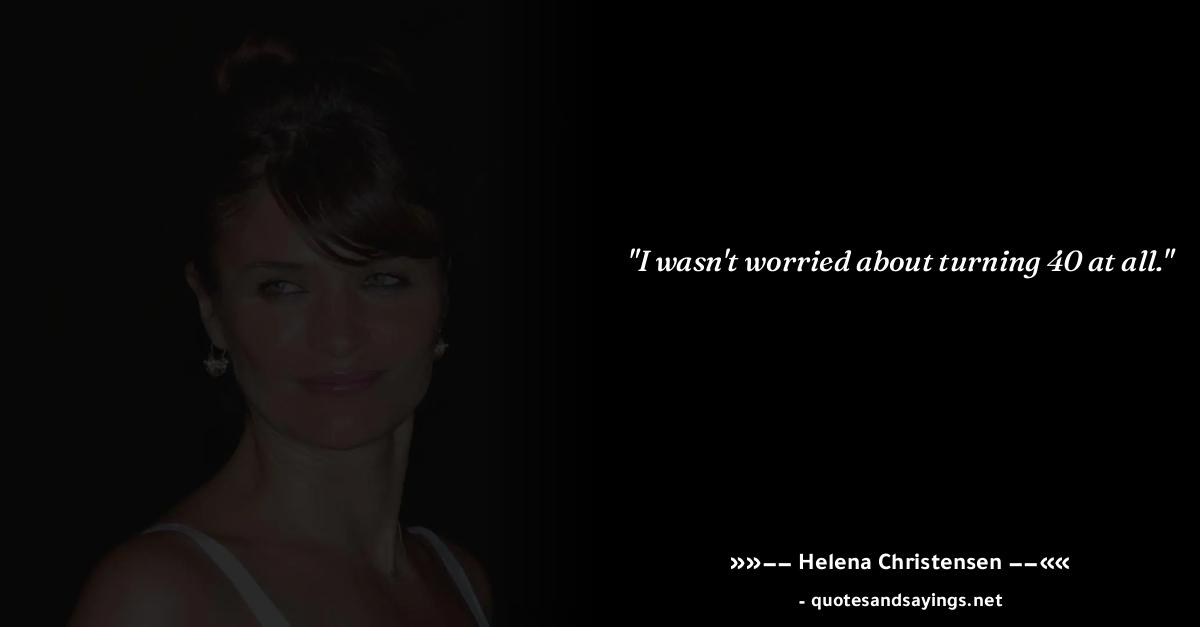 "I wasn't worried about turning 40 at all."
»»−− Helena Christensen −−««
- quotesandsayings.net